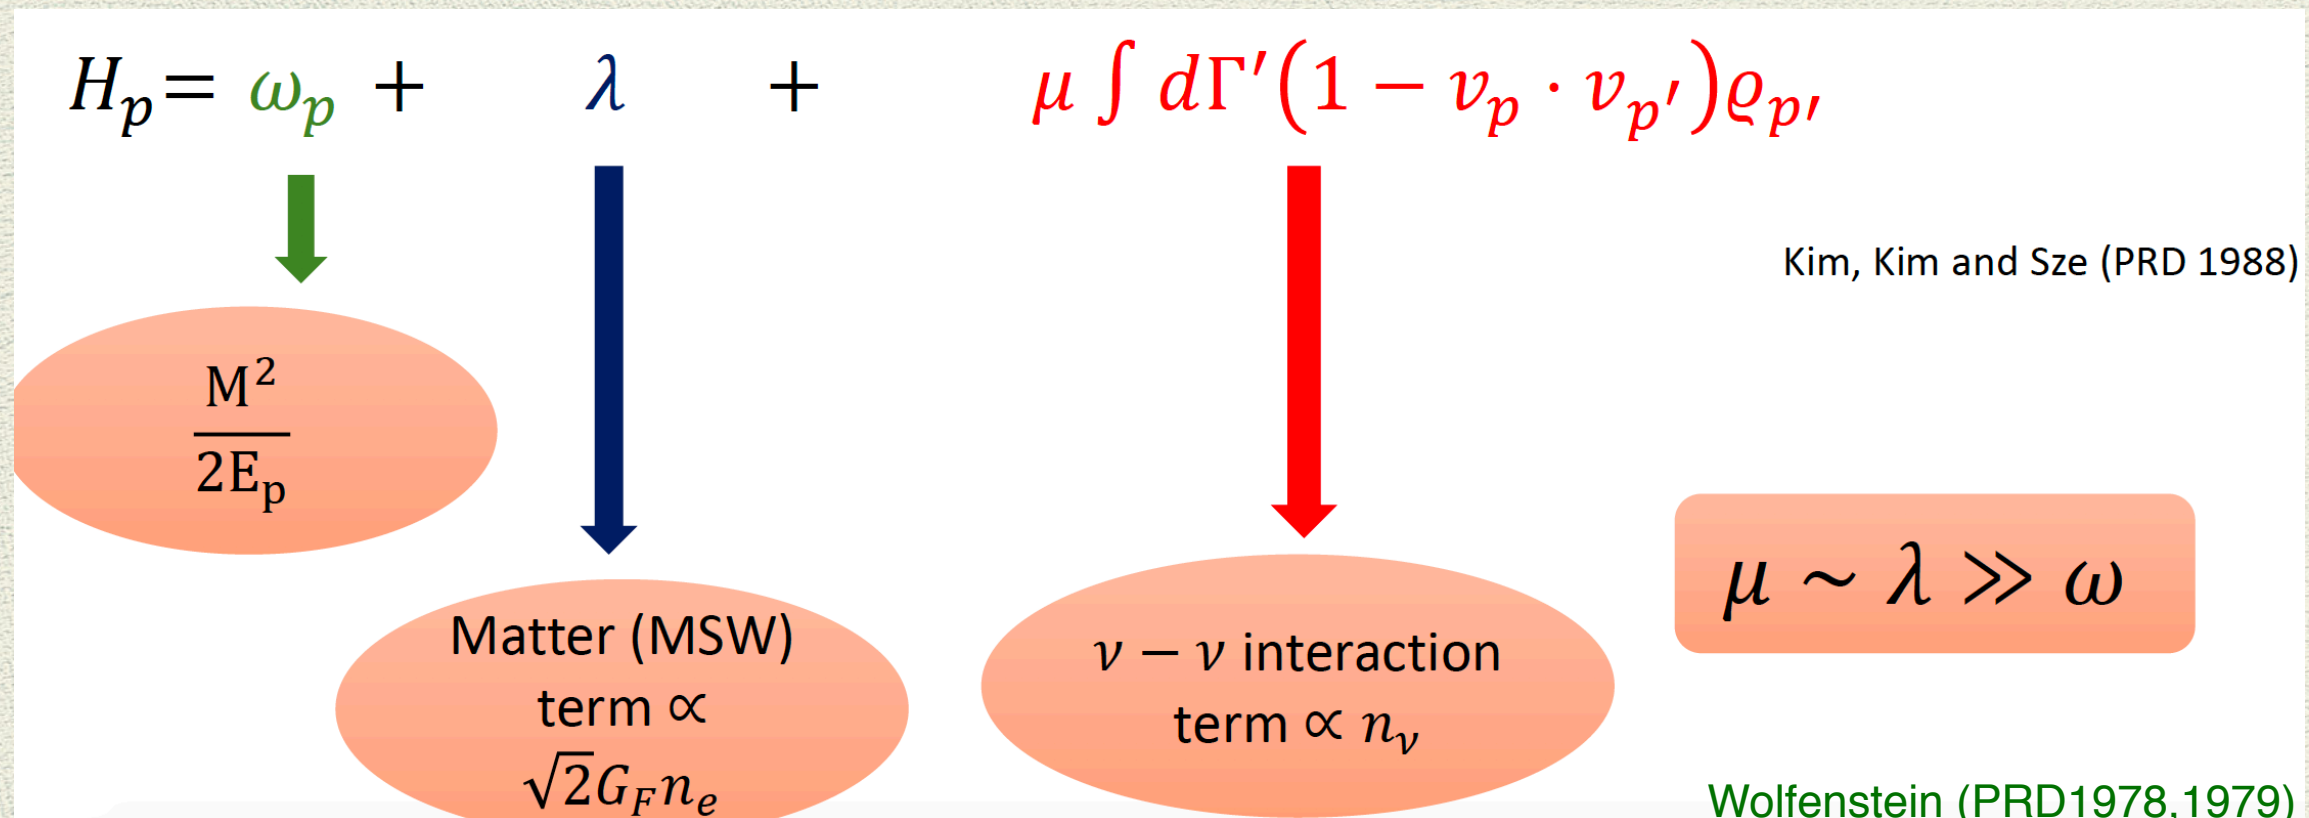 H_p = ω_p + λ + μ ∫ dΓ′(1 − v_p · v_p′)ϱ_p′
Kim, Kim and Sze (PRD 1988)
M²
2E_p
Matter (MSW)
term ∝
√2G_F n_e
ν − ν interaction
term ∝ n_ν
μ ~ λ ≫ ω
Wolfenstein (PRD1978,1979)